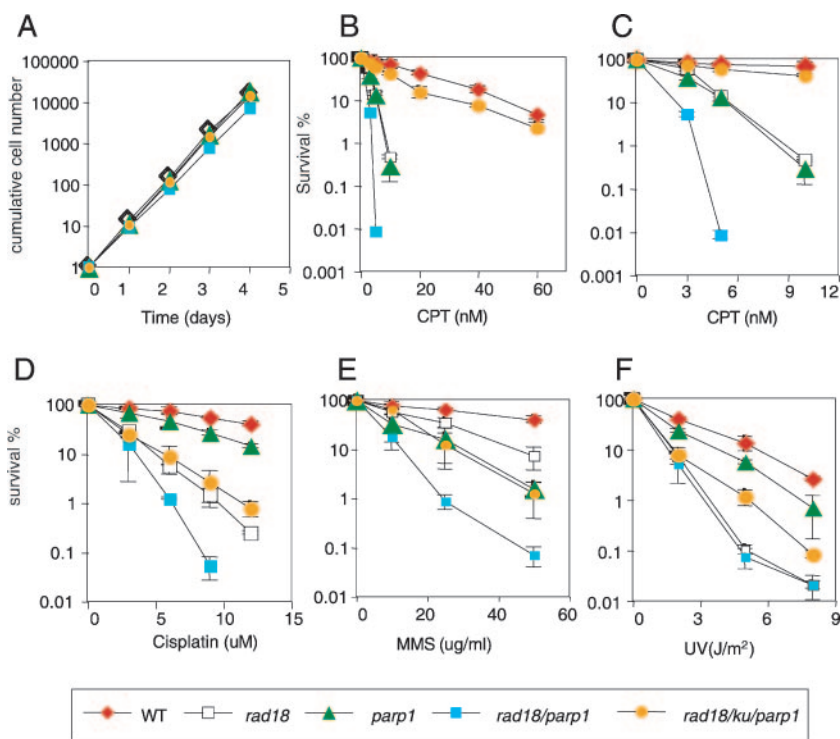 A
cumulative cell number
100000
10000
1000
100
10
1
0 1 2 3 4 5
Time (days)
B
Survival %
100
10
1
0.1
0.01
0.001
0 20 40 60
CPT (nM)
C
100
10
1
0.1
0.01
0.001
0 3 6 9 12
CPT (nM)
D
survival %
100
10
1
0.1
0.01
0 5 10 15
Cisplatin (uM)
E
100
10
1
0.1
0.01
0 20 40 60
MMS (ug/ml)
F
100
10
1
0.1
0.01
0 3 6 9
UV(J/m²)
WT rad18 parp1 rad18/parp1 rad18/ku/parp1